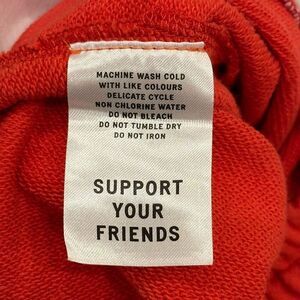 MACHINE WASH COLD
WITH LIKE COLOURS
DELICATE CYCLE
NON CHLORINE WATER
DO NOT BLEACH
DO NOT TUMBLE DRY
DO NOT IRON
SUPPORT
YOUR
FRIENDS